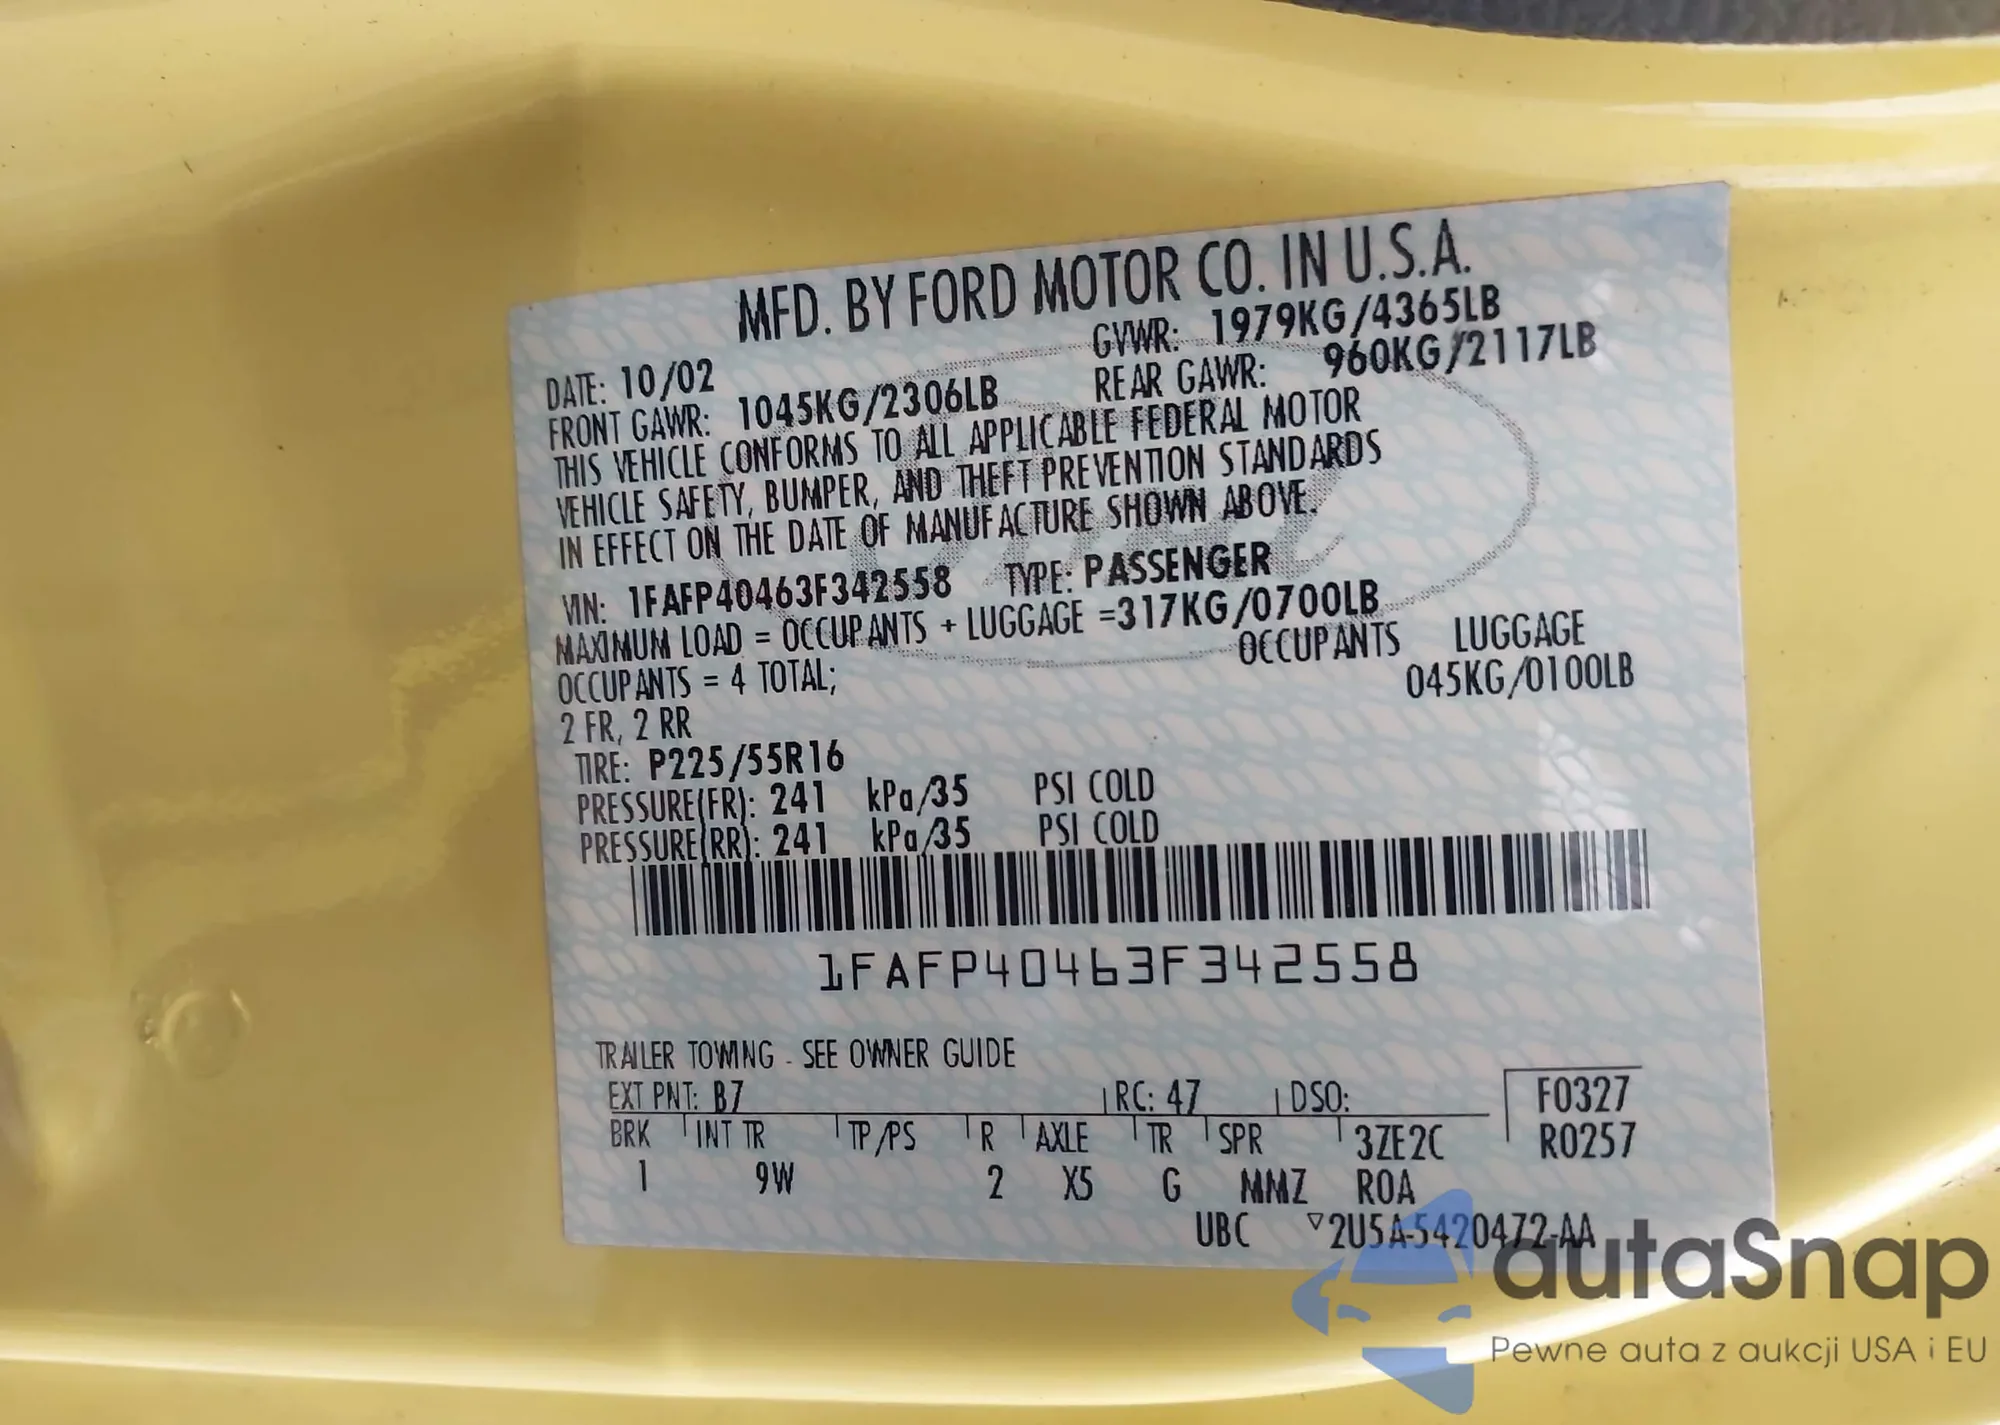 MFD. BY FORD MOTOR CO. IN U.S.A.
DATE: 10/02 GVWR: 1979KG/4365LB
FRONT GAWR: 1045KG/2306LB REAR GAWR: 960KG/2117LB
THIS VEHICLE CONFORMS TO ALL APPLICABLE FEDERAL MOTOR
VEHICLE SAFETY, BUMPER, AND THEFT PREVENTION STANDARDS
IN EFFECT ON THE DATE OF MANUFACTURE SHOWN ABOVE.
VIN: 1FAFP40463F342558 TYPE: PASSENGER
MAXIMUM LOAD = OCCUPANTS + LUGGAGE =317KG/0700LB
OCCUPANTS = 4 TOTAL; OCCUPANTS LUGGAGE
2 FR, 2 RR 045KG/0100LB
TIRE: P225/55R16
PRESSURE(FR): 241 kPa/35 PSI COLD
PRESSURE(RR): 241 kPa/35 PSI COLD
1FAFP40463F342558
TRAILER TOWING - SEE OWNER GUIDE
EXT PNT: B7 RC: 47 DSO: F0327
BRK INT TR TP/PS R AXLE TR SPR 3ZE2C R0257
1 9W 2 X5 G MMZ ROA
UBC ▽2U5A-5420472-AA
autaSnap
Pewne auta z aukcji USA i EU